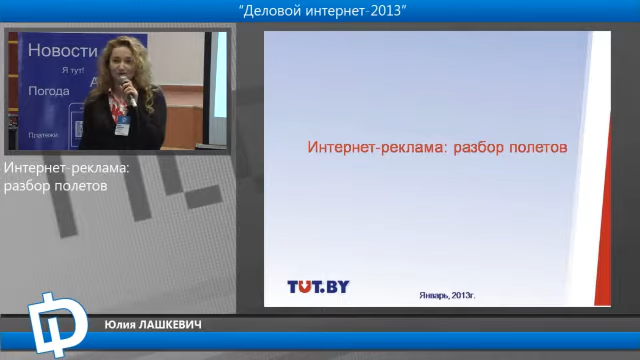 “Деловой интернет-2013”
Новости
Я тут!
Погода
Платежи
Интернет-реклама:
разбор полетов
Интернет-реклама: разбор полетов
TUT.BY
Январь, 2013г.
Юлия ЛАШКЕВИЧ